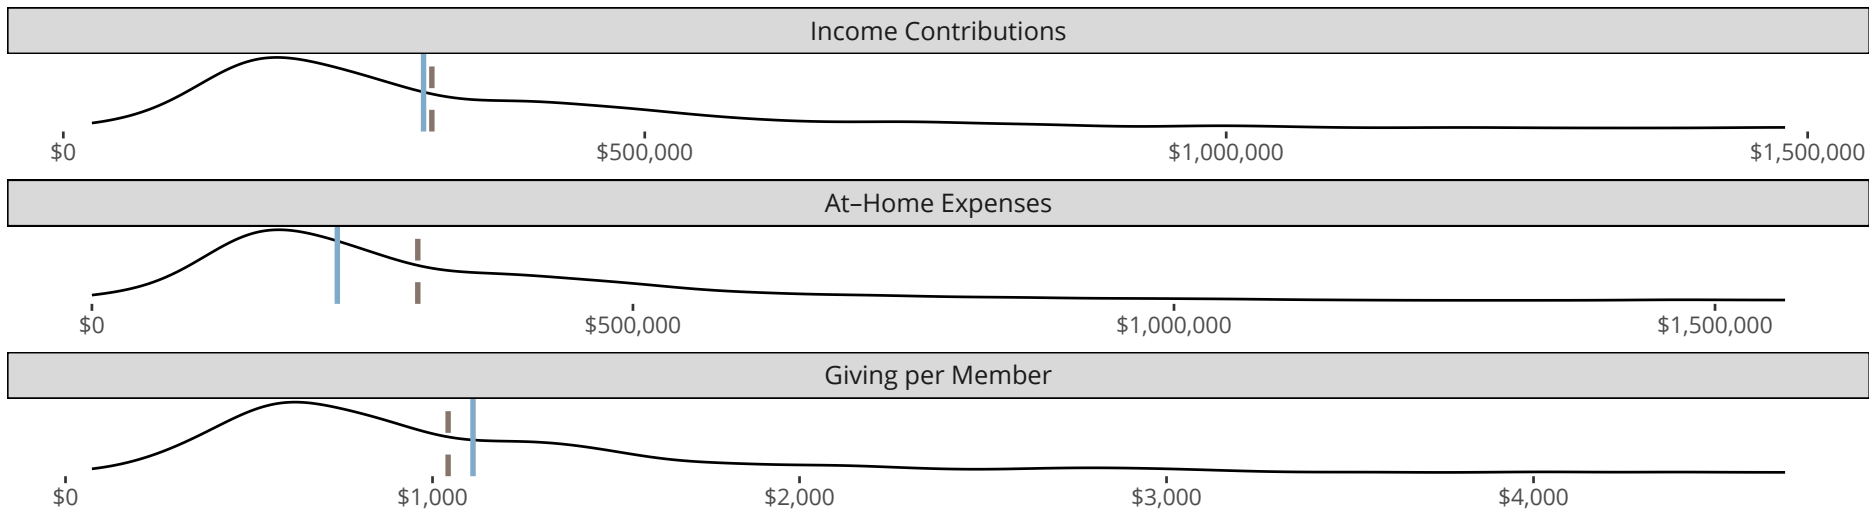 Income Contributions
$0 $500,000 $1,000,000 $1,500,000
At–Home Expenses
$0 $500,000 $1,000,000 $1,500,000
Giving per Member
$0 $1,000 $2,000 $3,000 $4,000